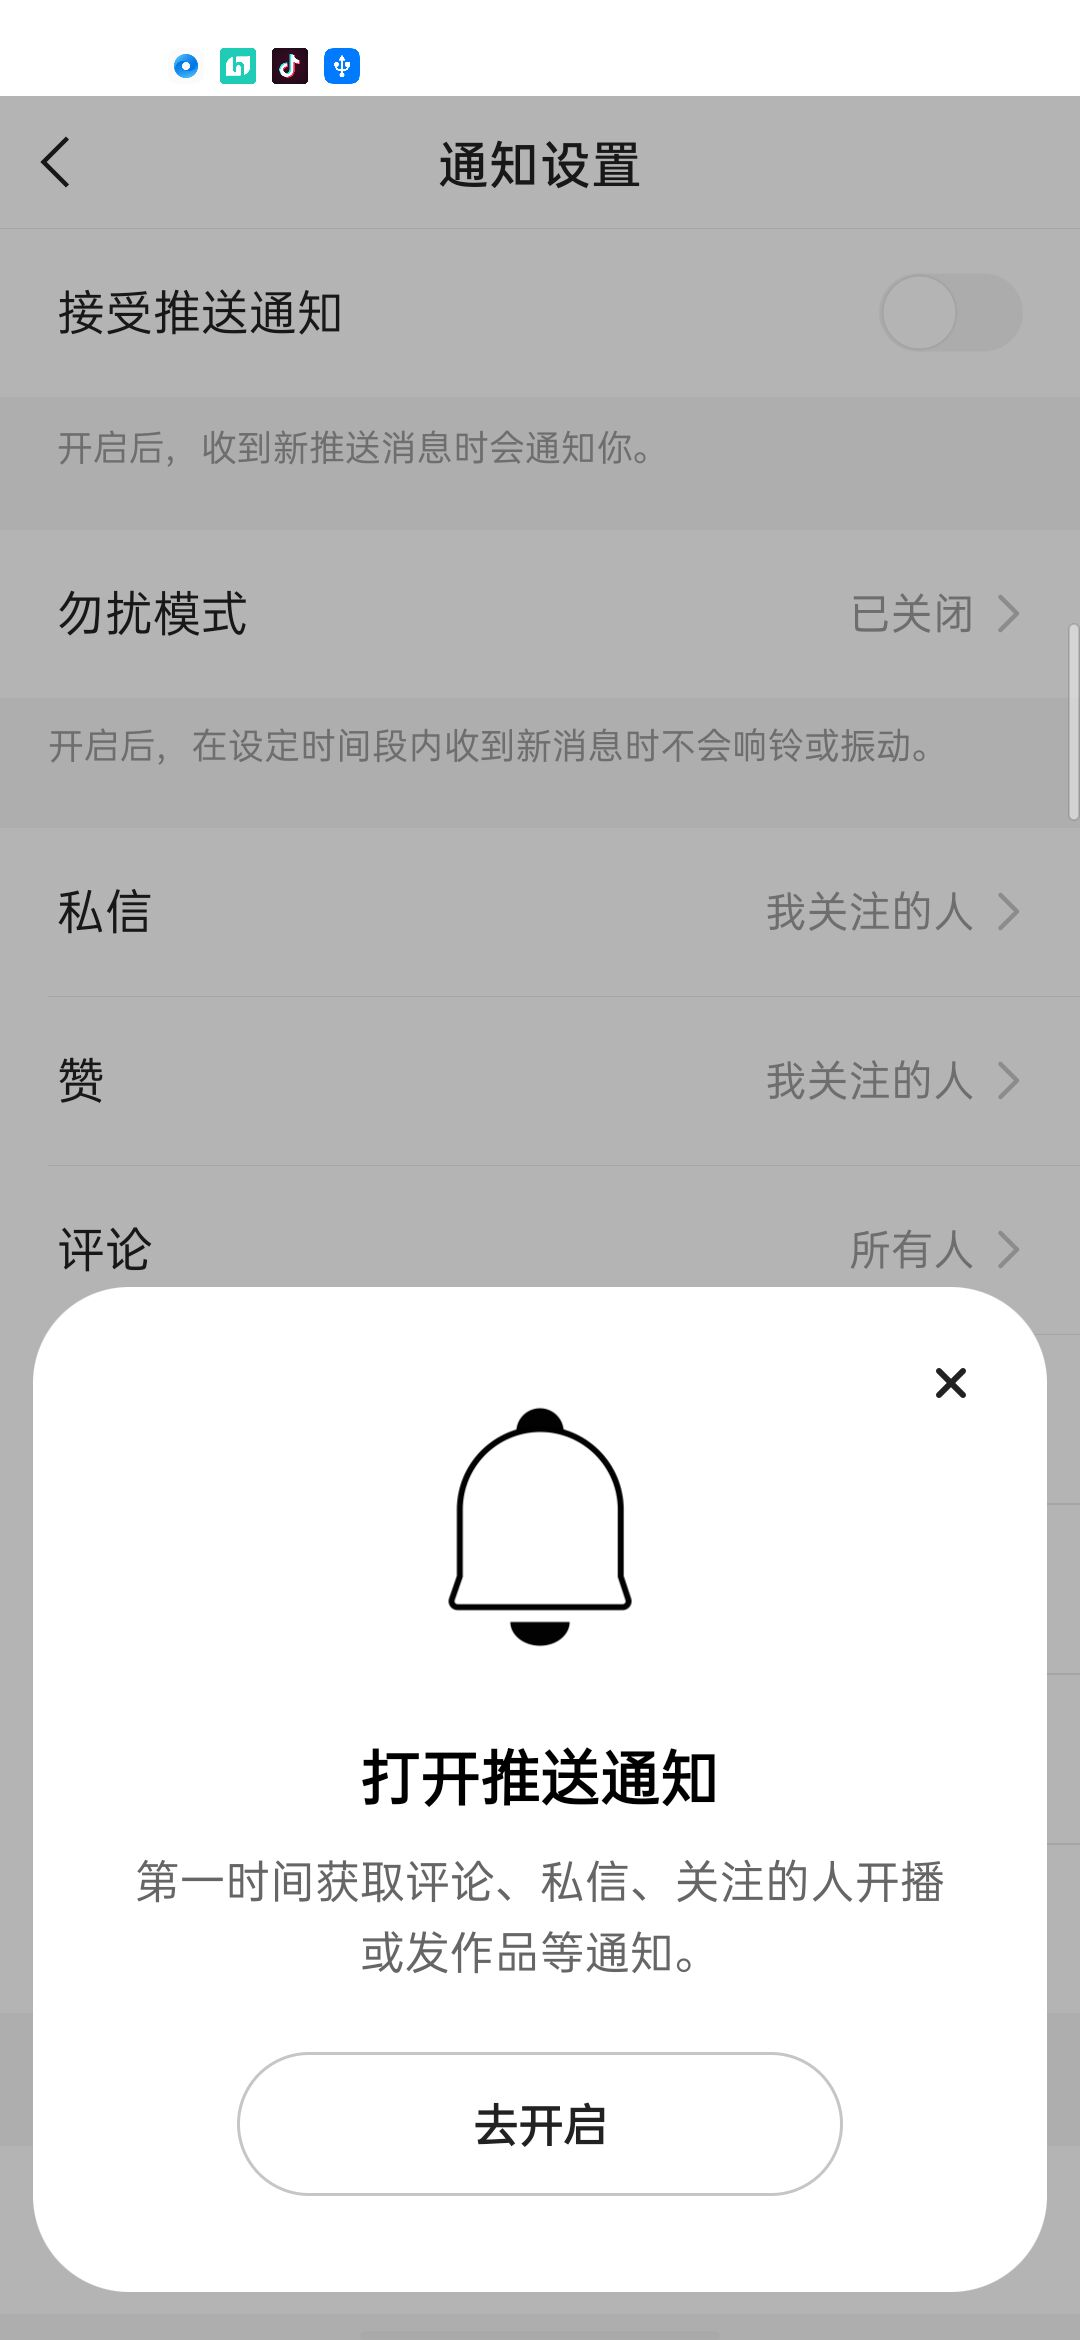 通知设置
接受推送通知
开启后，收到新推送消息时会通知你。
勿扰模式 已关闭
开启后，在设定时间段内收到新消息时不会响铃或振动。
私信 我关注的人
赞 我关注的人
评论 所有人
打开推送通知
第一时间获取评论、私信、关注的人开播
或发作品等通知。
去开启